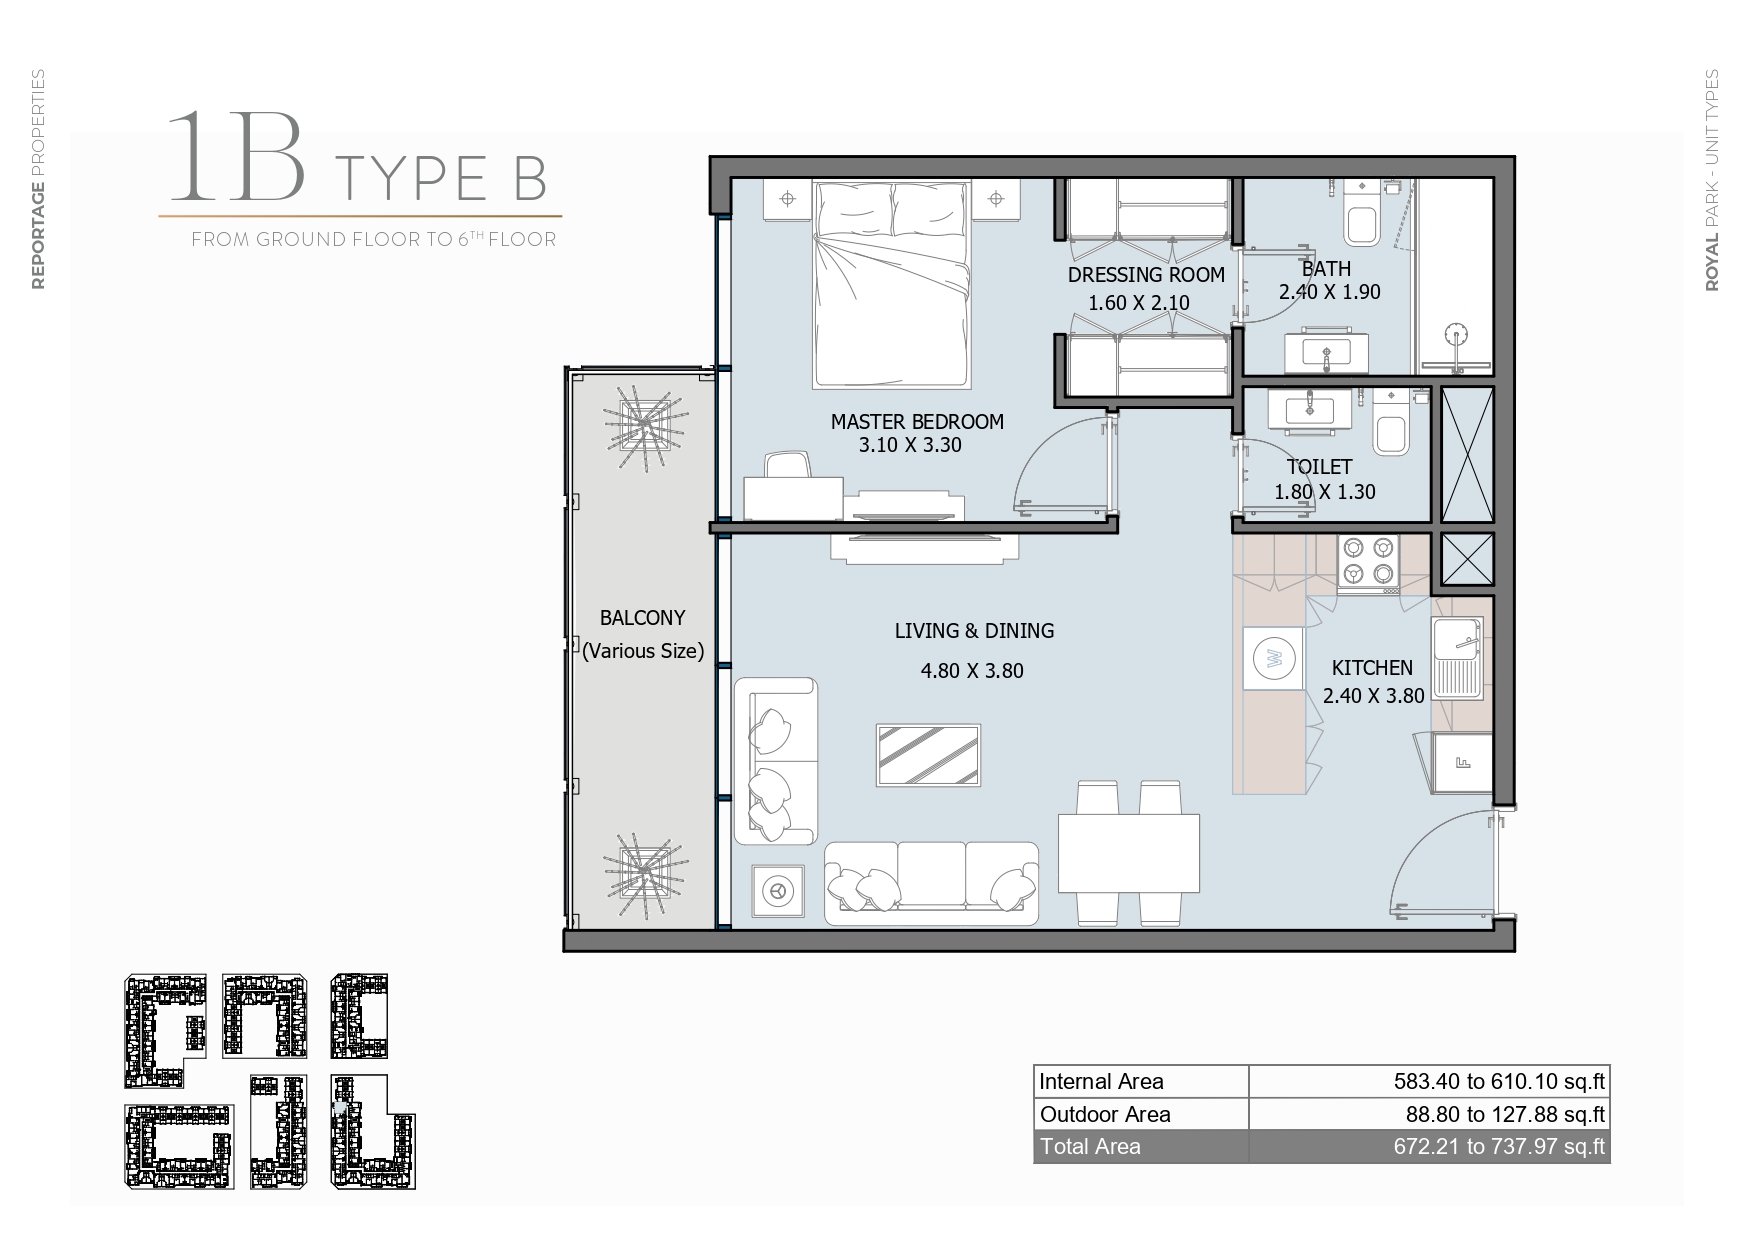 REPORTAGE PROPERTIES
ROYAL PARK - UNIT TYPES
1B TYPE B
FROM GROUND FLOOR TO 6TH FLOOR
DRESSING ROOM
1.60 X 2.10
BATH
2.40 X 1.90
MASTER BEDROOM
3.10 X 3.30
TOILET
1.80 X 1.30
BALCONY
(Various Size)
LIVING & DINING
4.80 X 3.80
W
KITCHEN
2.40 X 3.80
F
Internal Area 583.40 to 610.10 sq.ft
Outdoor Area 88.80 to 127.88 sq.ft
Total Area 672.21 to 737.97 sq.ft